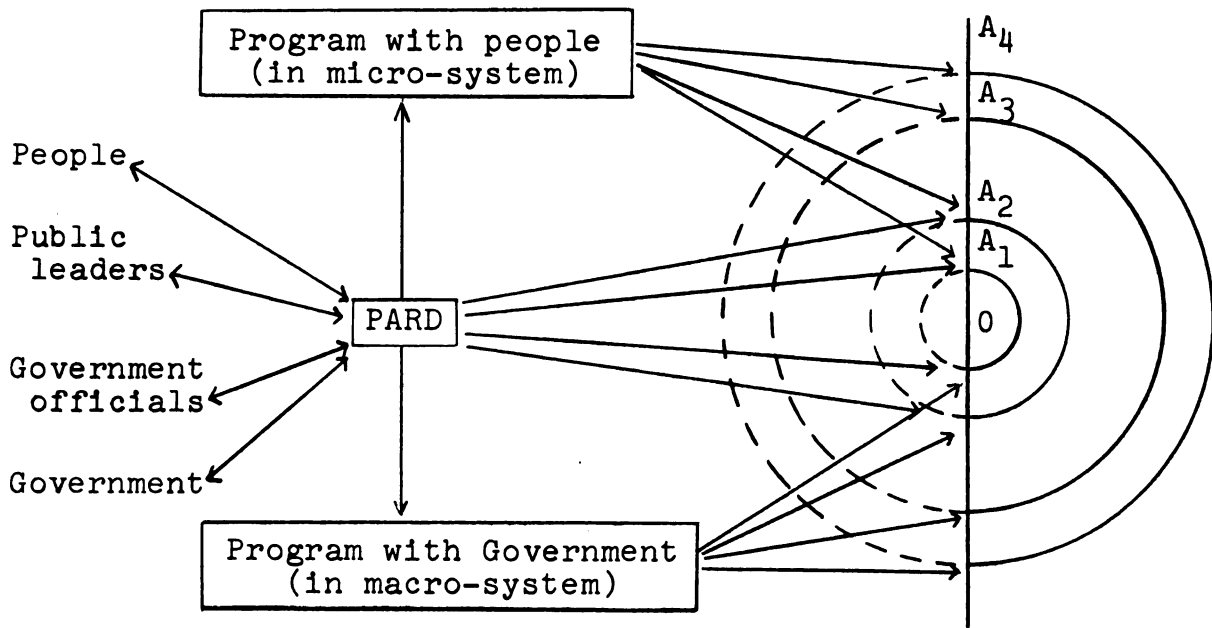 Program with people
(in micro-system)
People
Public
leaders
PARD
Government
officials
Government
Program with Government
(in macro-system)
A4
A3
A2
A1
O